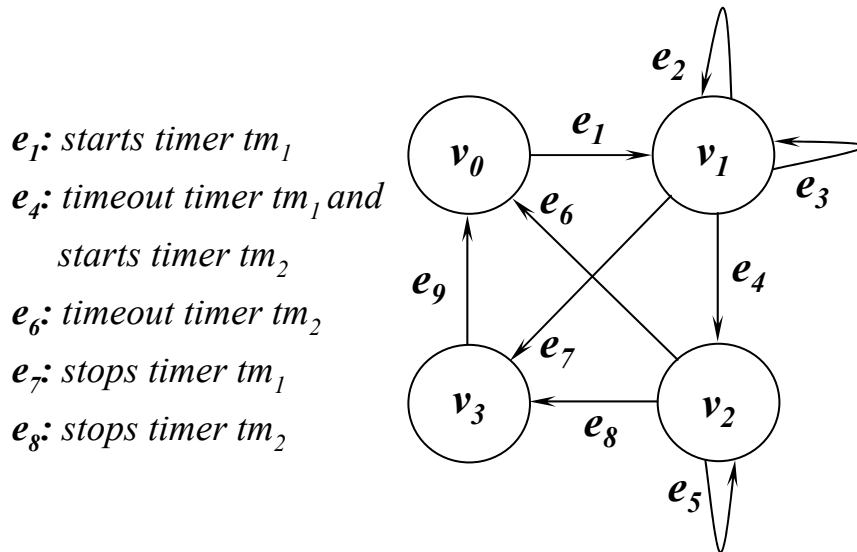 e1: starts timer tm1
e4: timeout timer tm1 and
starts timer tm2
e6: timeout timer tm2
e7: stops timer tm1
e8: stops timer tm2
e2
e1
v0
v1
e3
e6
e4
e9
e7
v3
v2
e8
e5